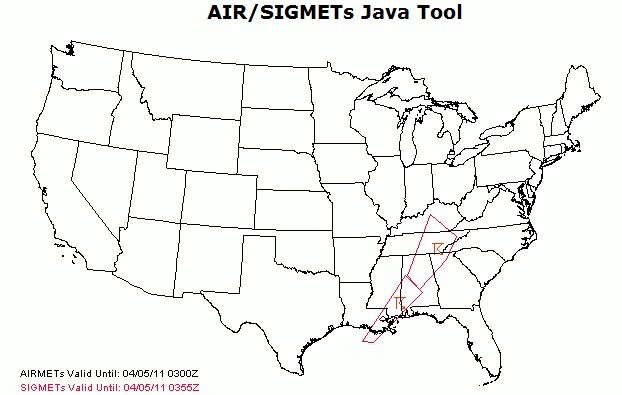 AIR/SIGMETs Java Tool
AIRMETs Valid Until: 04/05/11 0300Z
SIGMETs Valid Until: 04/05/11 0355Z